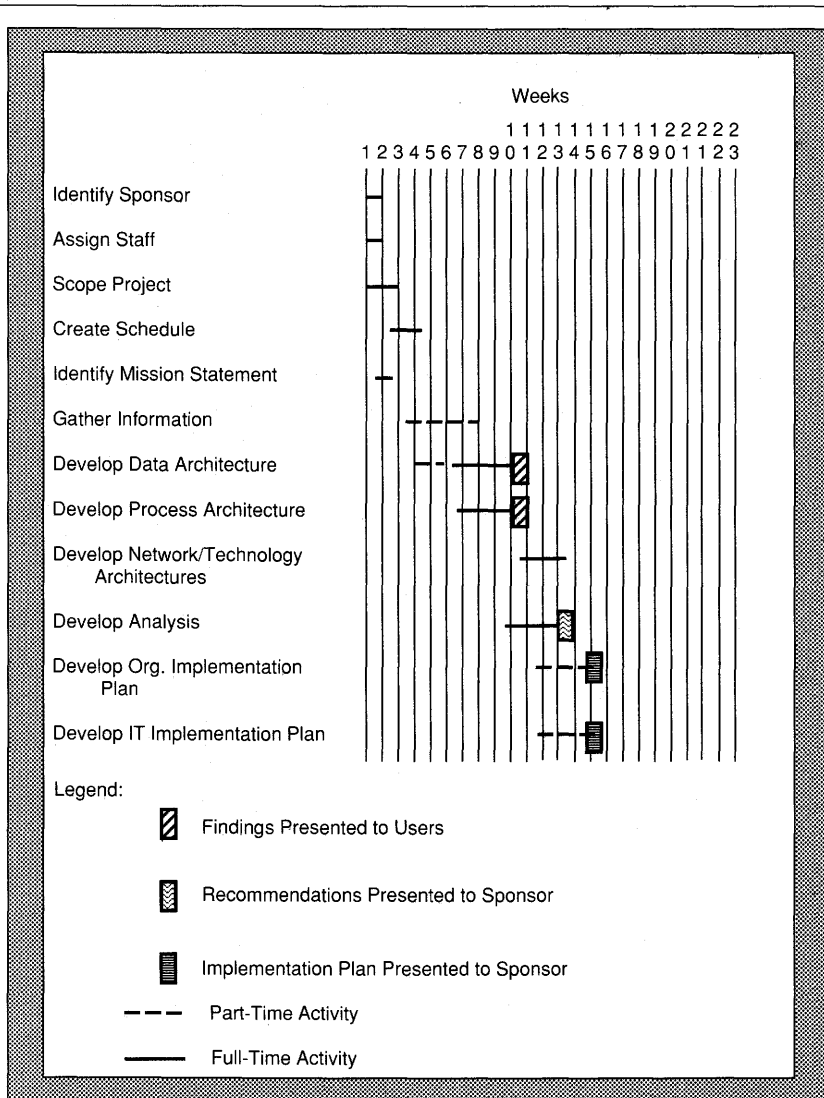 Weeks
1 1 1 1 1 1 1 1 1 1 2 2 2 2 2
1 2 3 4 5 6 7 8 9 0 1 2 3 4 5 6 7 8 9 0 1 1 2 3
Identify Sponsor
Assign Staff
Scope Project
Create Schedule
Identify Mission Statement
Gather Information
Develop Data Architecture
Develop Process Architecture
Develop Network/Technology
Architectures
Develop Analysis
Develop Org. Implementation
Plan
Develop IT Implementation Plan
Legend:
Findings Presented to Users
Recommendations Presented to Sponsor
Implementation Plan Presented to Sponsor
Part-Time Activity
Full-Time Activity